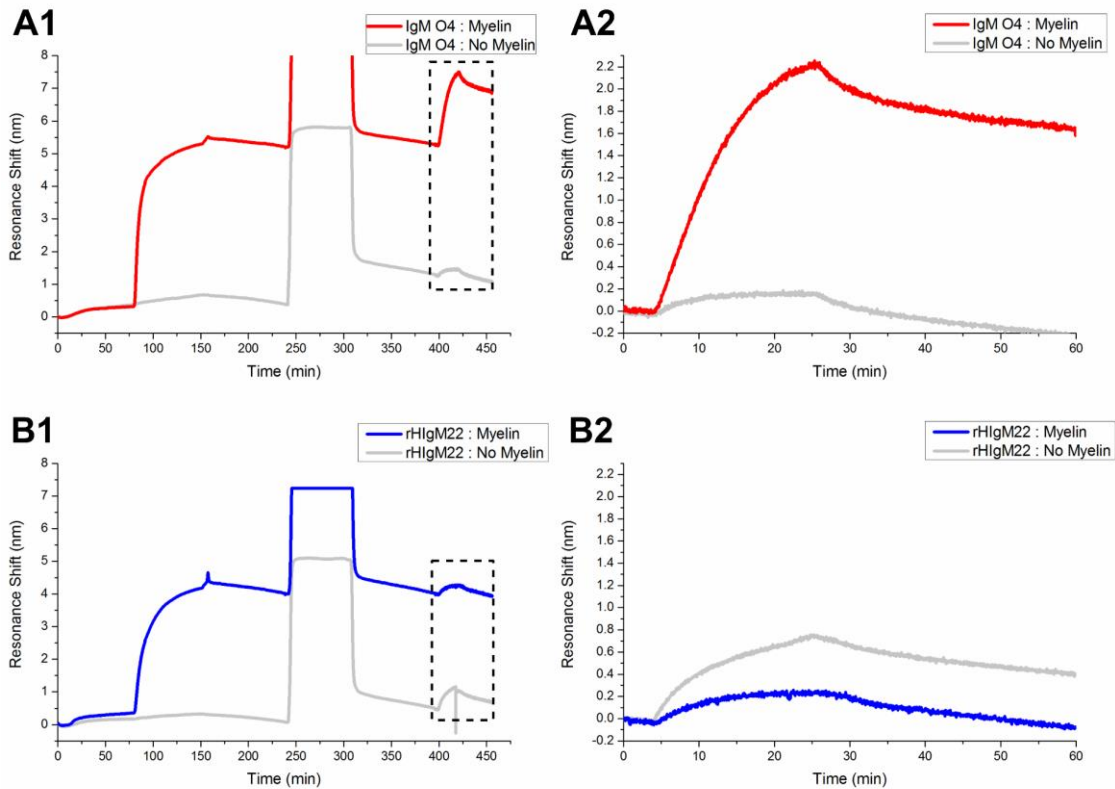 A1
IgM O4 : Myelin
IgM O4 : No Myelin
8
7
6
5
4
3
2
1
0
Resonance Shift (nm)
0 50 100 150 200 250 300 350 400 450
Time (min)
A2
IgM O4 : Myelin
IgM O4 : No Myelin
2.2
2.0
1.8
1.6
1.4
1.2
1.0
0.8
0.6
0.4
0.2
0.0
-0.2
Resonance Shift (nm)
0 10 20 30 40 50 60
Time (min)
B1
rHIgM22 : Myelin
rHIgM22 : No Myelin
8
7
6
5
4
3
2
1
0
Resonance Shift (nm)
0 50 100 150 200 250 300 350 400 450
Time (min)
B2
rHIgM22 : Myelin
rHIgM22 : No Myelin
2.2
2.0
1.8
1.6
1.4
1.2
1.0
0.8
0.6
0.4
0.2
0.0
-0.2
Resonance Shift (nm)
0 10 20 30 40 50 60
Time (min)